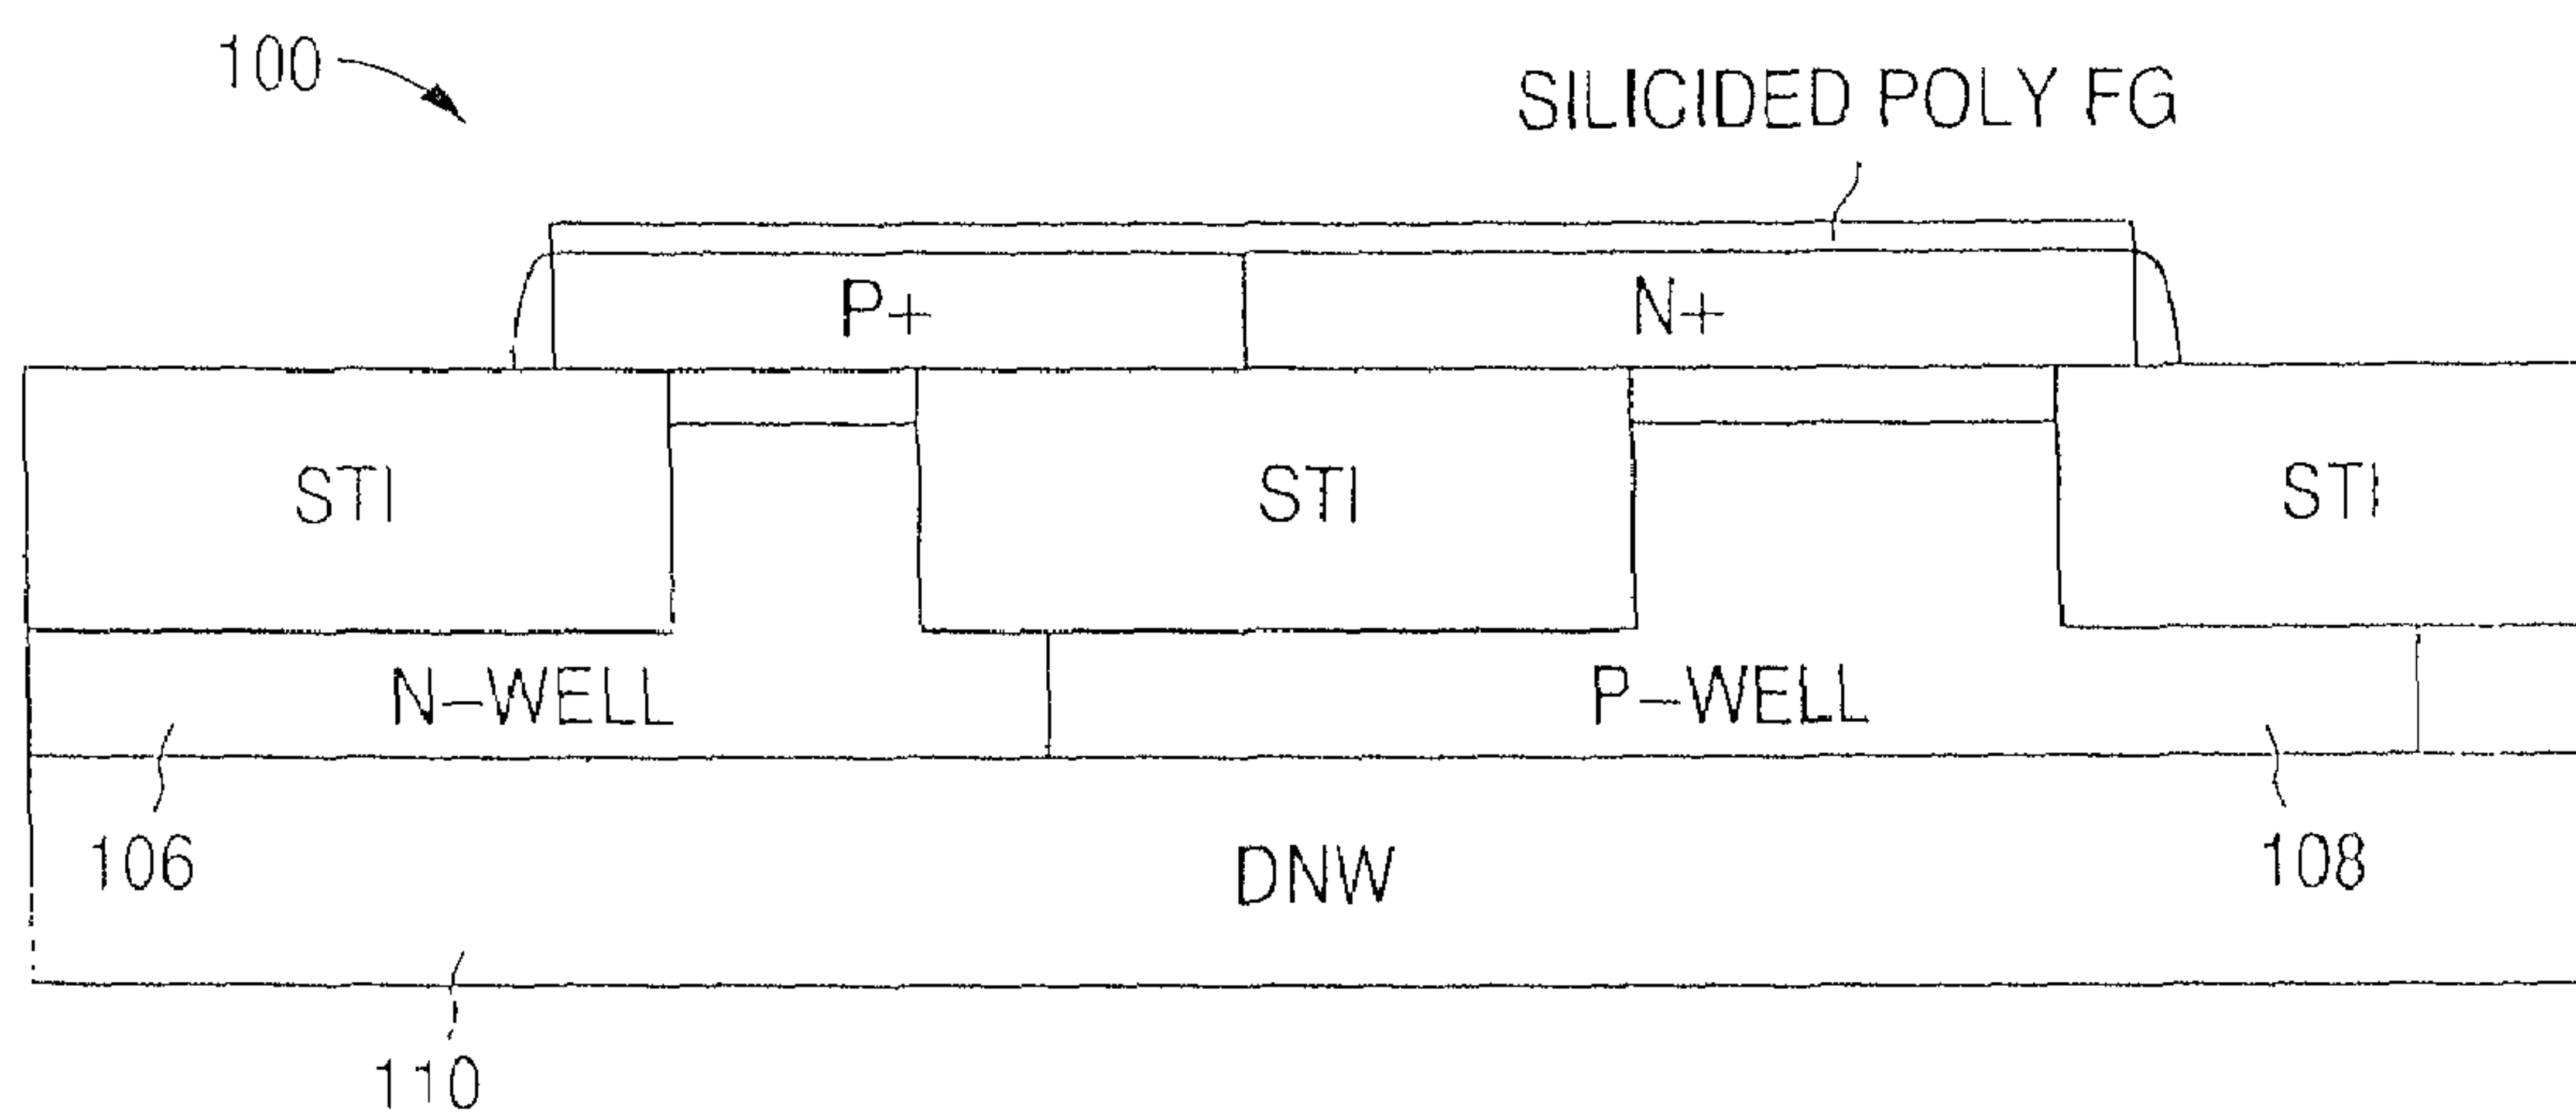 100
SILICIDED POLY FG
P+
N+
STI
STI
STI
N-WELL
P-WELL
106
DNW
108
110